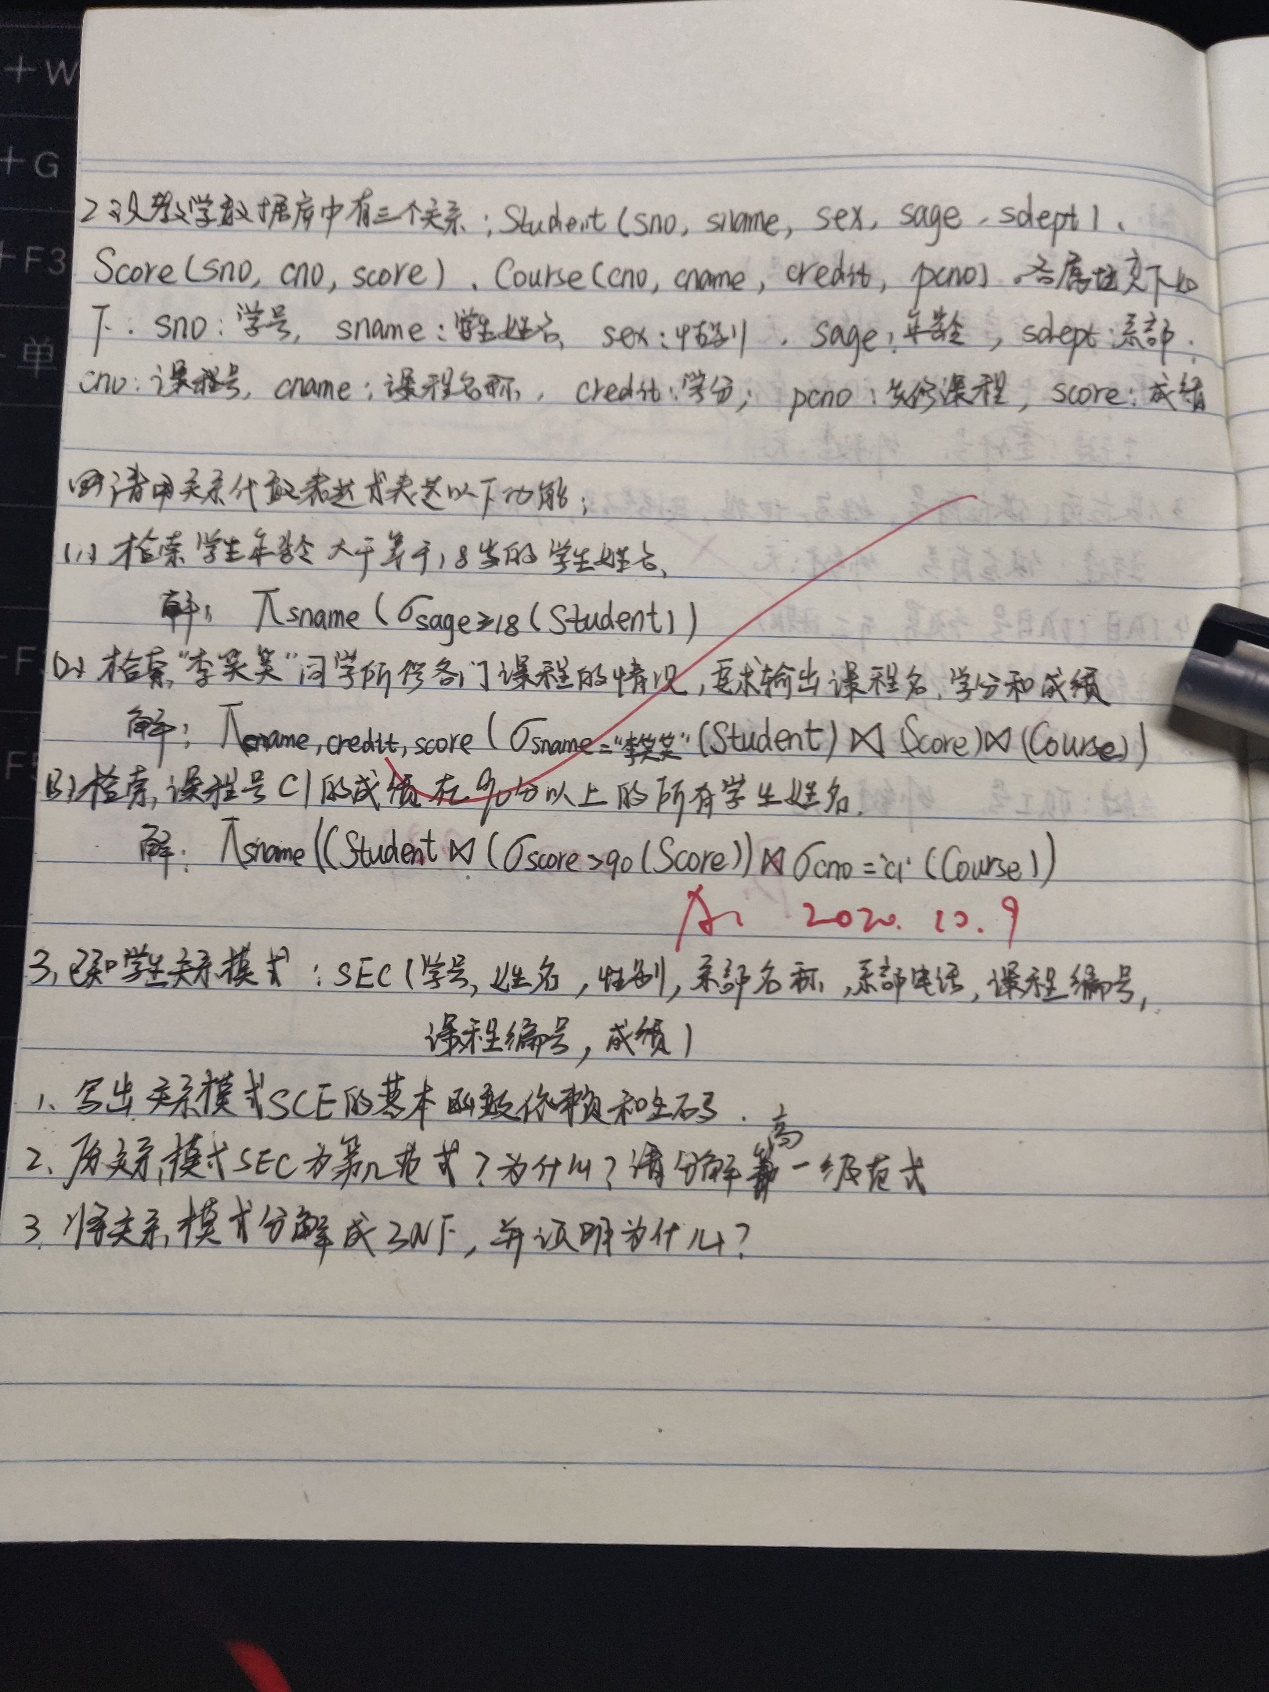 2、设教学数据库中有三个关系:Student(sno, sname, sex, sage, sdept)、
Score(sno, cno, score)、Course(cno, cname, credit, pcno)。各属性定下如
下: sno:学号, sname:学生姓名, sex:性别, sage:年龄, sdept:系部,
cno:课程号, cname:课程名称, credit:学分, pcno:先修课程, score:成绩
请用关系代数表达式表达以下功能:
(1) 检索学生年龄大于等于18岁的学生姓名
解: πsname(σsage≥18(Student))
(2) 检索"李笑笑"同学所修各门课程的情况,要求输出课程名、学分和成绩
解: πcname,credit,score(σsname="李笑笑"(Student)⋈(Score)⋈(Course))
(3) 检索课程号C1的成绩在90分以上的所有学生姓名.
解: πsname((Student⋈(σscore>90(Score))⋈σcno='c1'(Course))
2020.10.9
3、已知学生关系模式:SEC(学号,姓名,性别,系部名称,系部电话,课程编号,
课程编号,成绩)
1、写出关系模式SCE的基本函数依赖和主码.
2、原关系模式SEC为第几范式?为什么?请分解高一级范式
3、将关系模式分解成3NF,并证明为什么?
+W
+G
+F3
单
F
F5